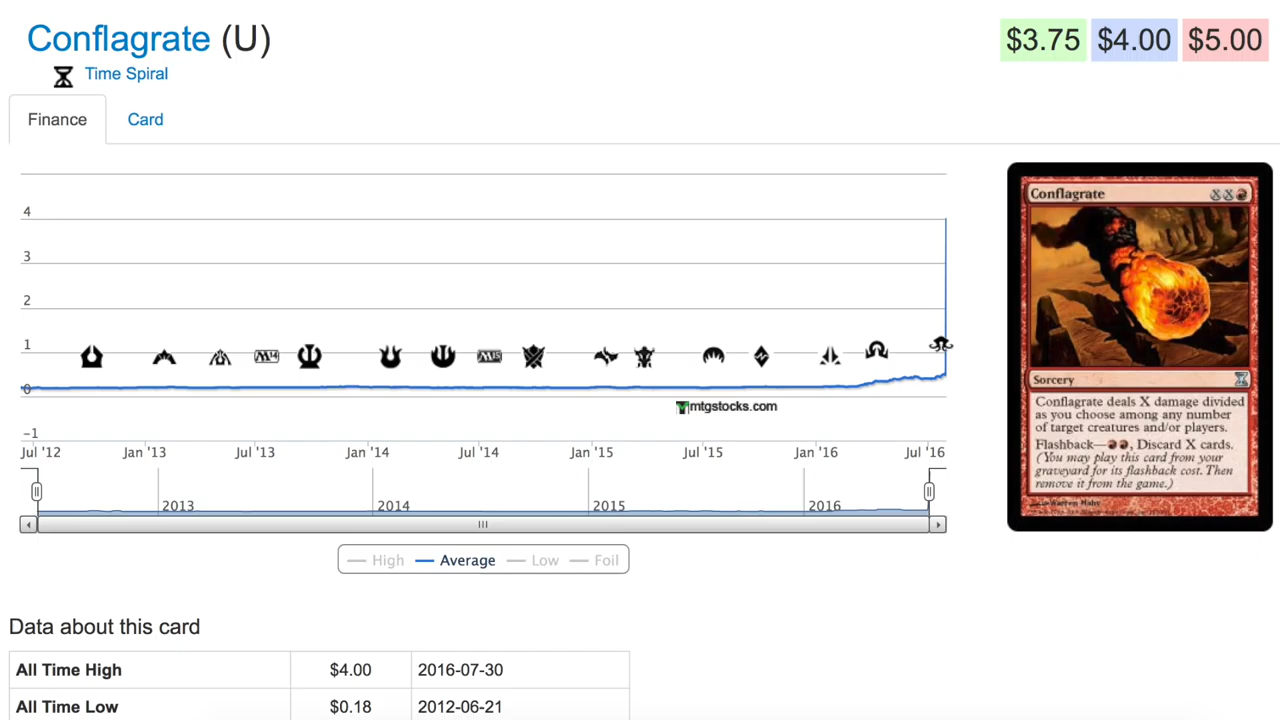 Conflagrate (U)
$3.75 $4.00 $5.00
Time Spiral
Finance
Card
4
3
2
1
0
-1
M14
M15
mtgstocks.com
Jul '12
Jan '13
Jul '13
Jan '14
Jul '14
Jan '15
Jul '15
Jan '16
Jul '16
2013
2014
2015
2016
High
Average
Low
Foil
Conflagrate XXR
Sorcery
Conflagrate deals X damage divided
as you choose among any number
of target creatures and/or players.
Flashback—, Discard X cards.
(You may play this card from your
graveyard for its flashback cost. Then
remove it from the game.)
Warren Mahy
Data about this card
All Time High $4.00 2016-07-30
All Time Low $0.18 2012-06-21